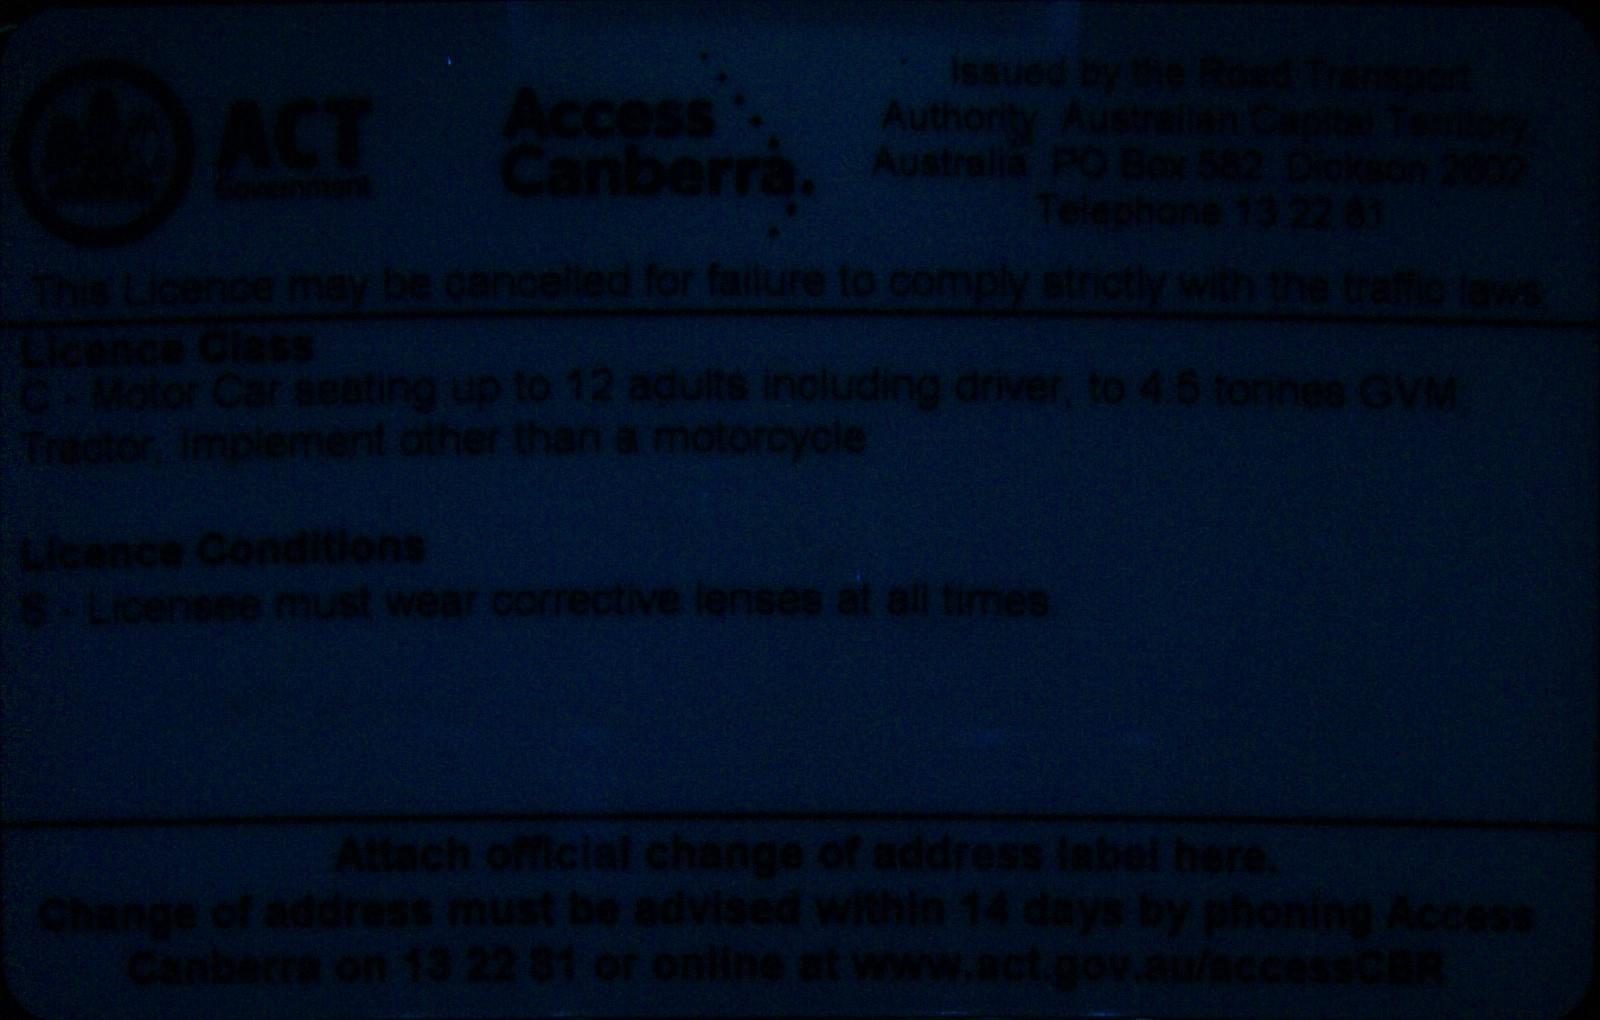 ACT
Government
Access
Canberra.
Issued by the Road Transport
Authority Australian Capital Territory,
Australia PO Box 582 Dickson 2602
Telephone 13 22 81
This Licence may be cancelled for failure to comply strictly with the traffic laws.
Licence Class
C - Motor Car seating up to 12 adults including driver, to 4.5 tonnes GVM.
Tractor, Implement other than a motorcycle
Licence Conditions
S - Licensee must wear corrective lenses at all times
Attach official change of address label here.
Change of address must be advised within 14 days by phoning Access
Canberra on 13 22 81 or online at www.act.gov.au/accessCBR